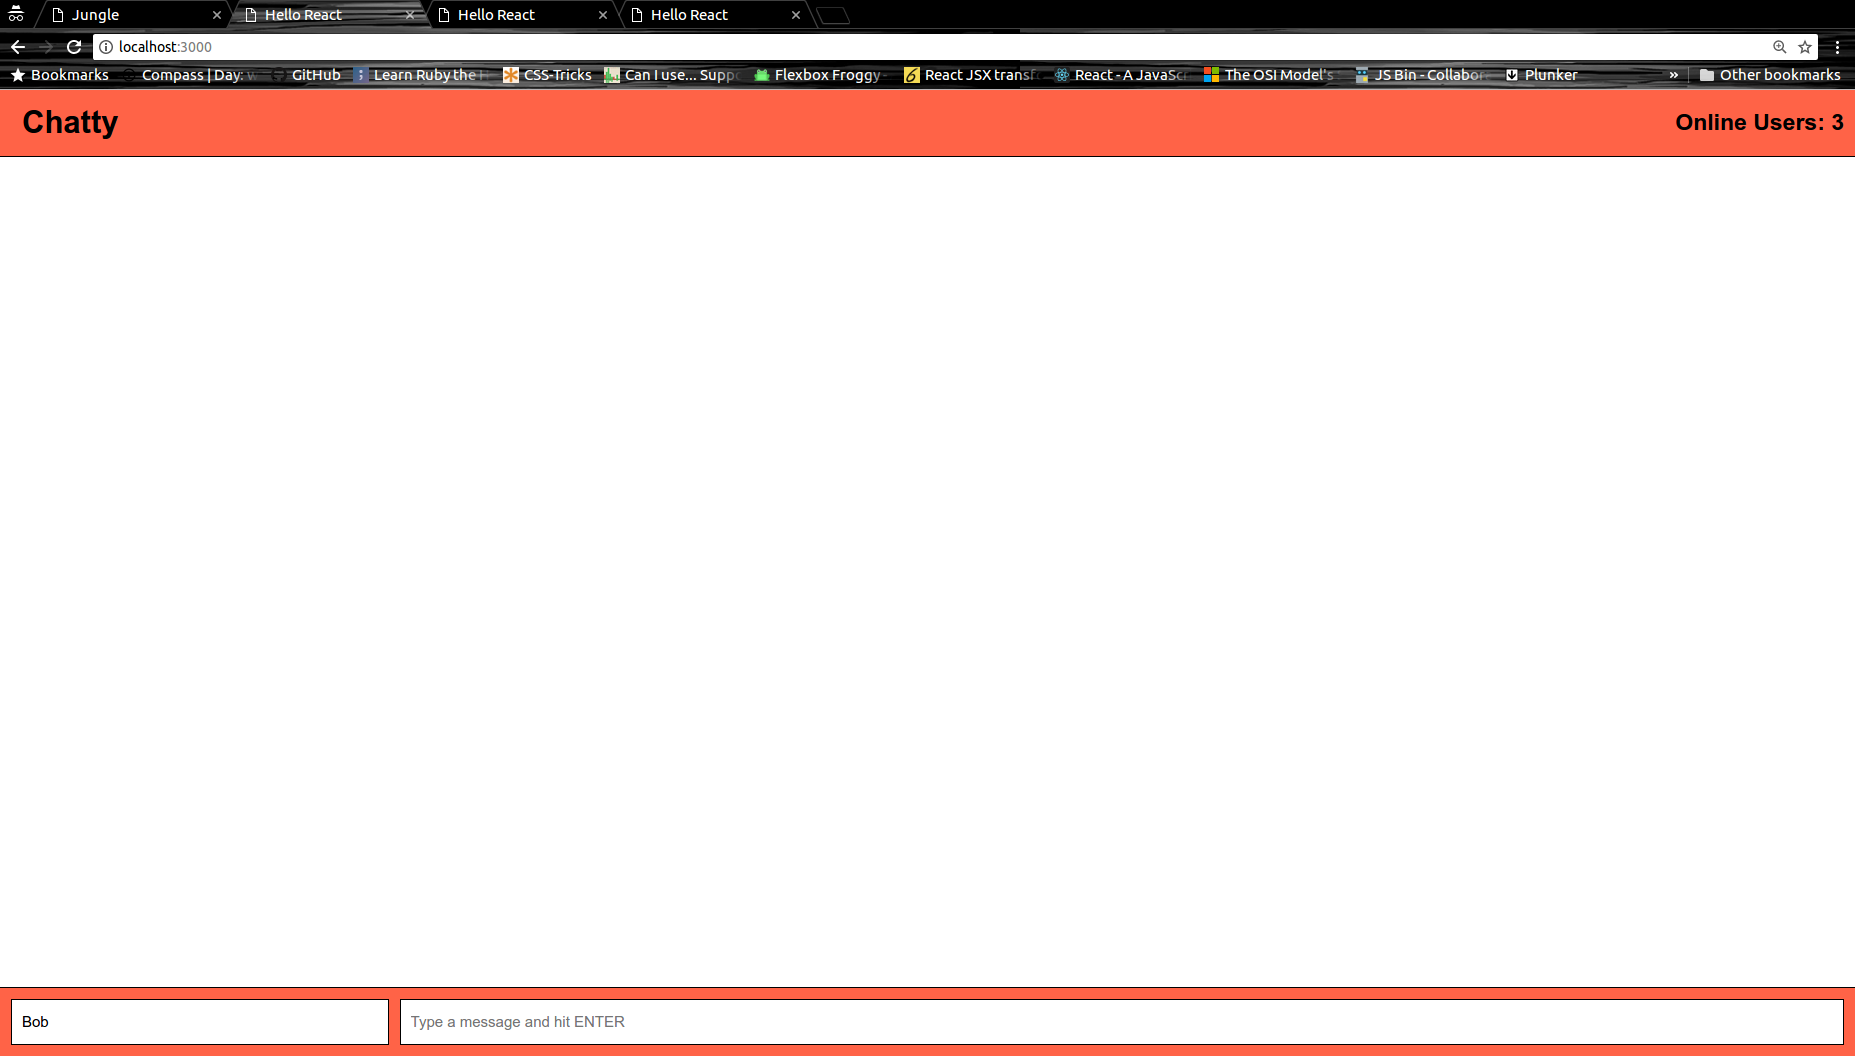 Jungle Hello React Hello React Hello React
localhost:3000
Bookmarks Compass | Day: GitHub Learn Ruby the CSS-Tricks Can I use... Supp Flexbox Froggy - React JSX transf React - A JavaScr The OSI Model's JS Bin - Collabor Plunker » Other bookmarks
Chatty Online Users: 3
Bob Type a message and hit ENTER